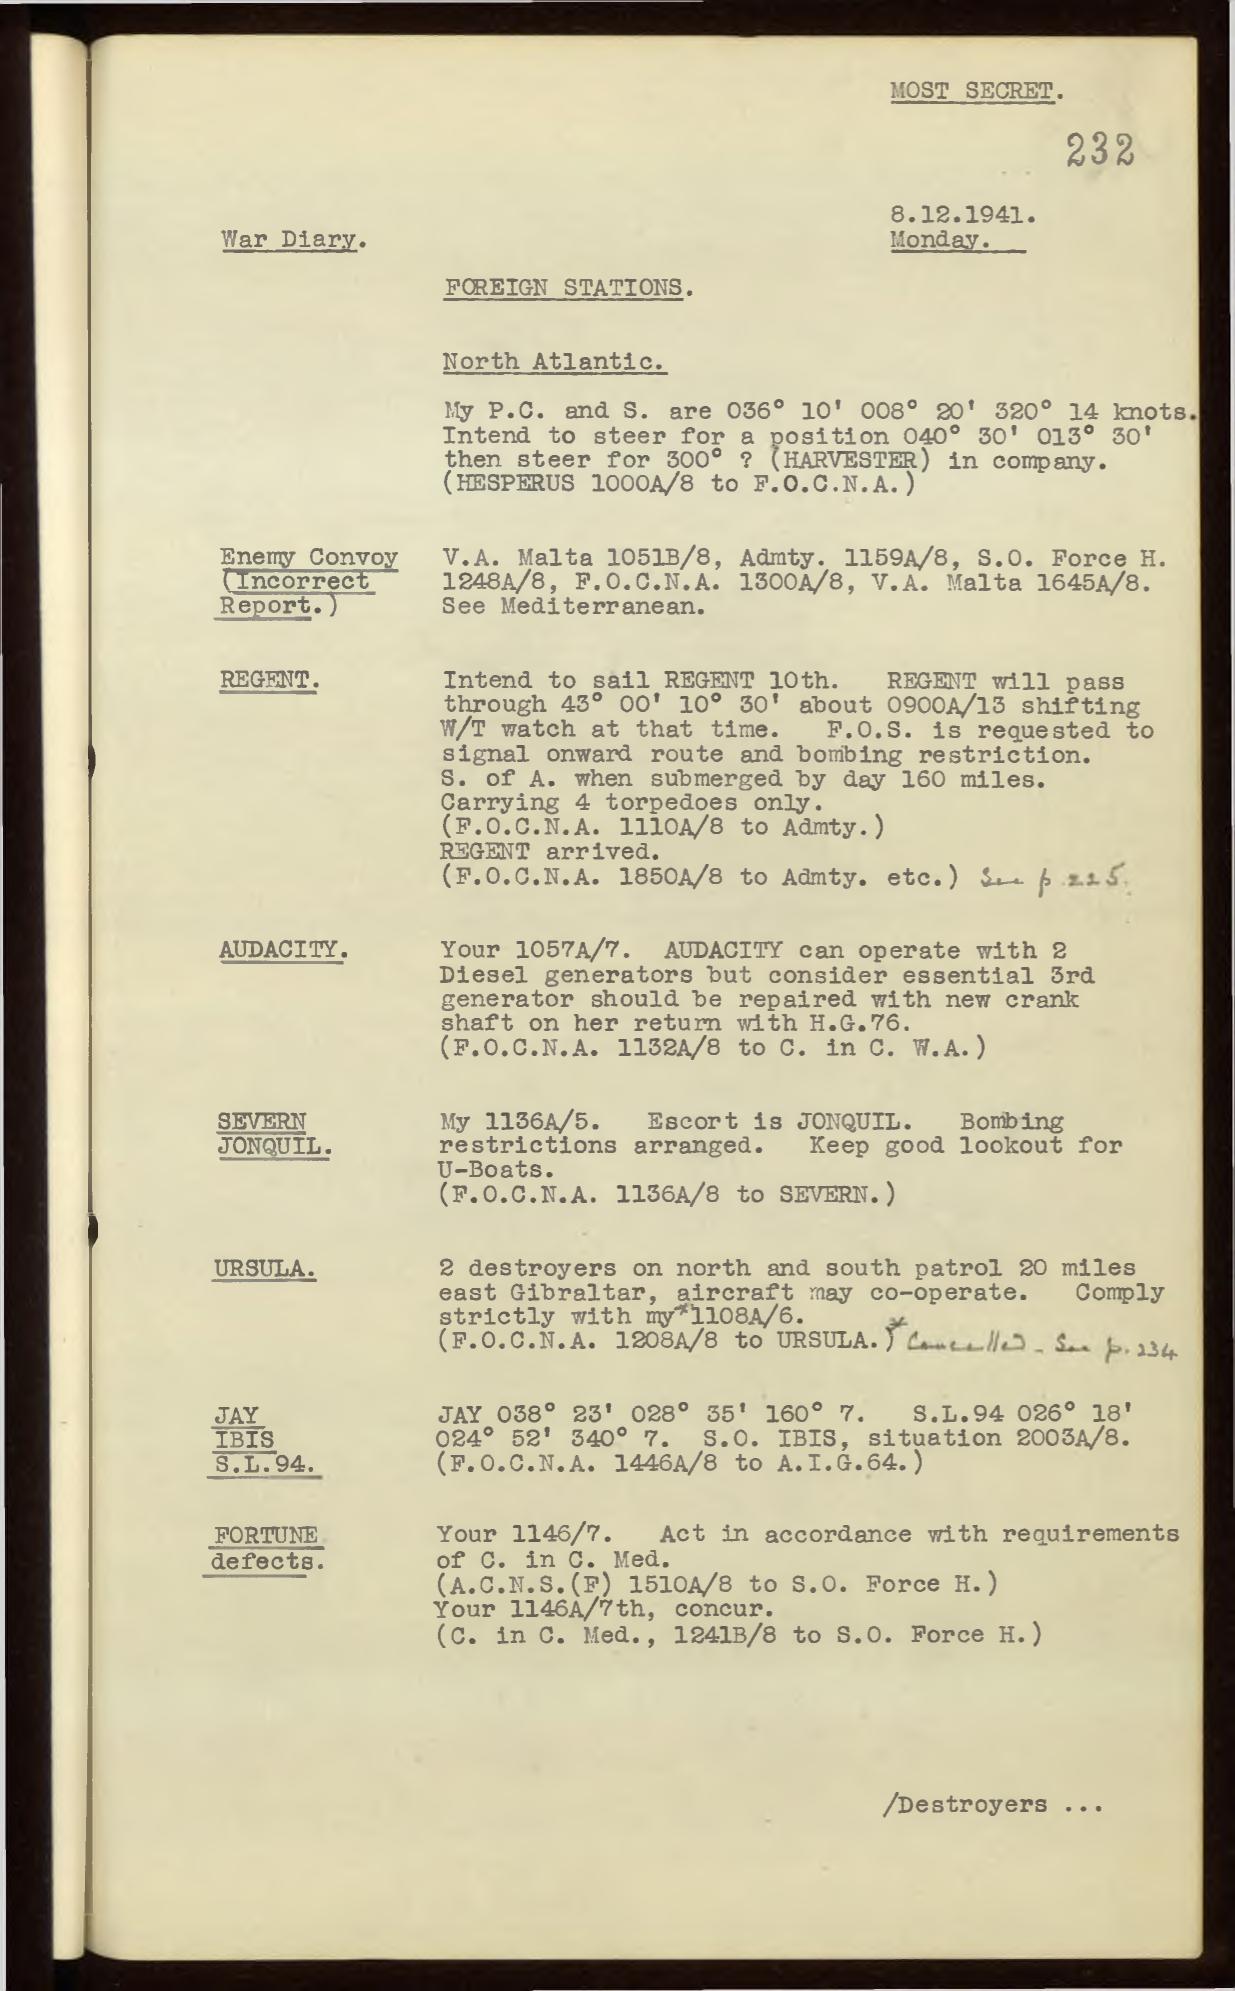 MOST SECRET.
232
8.12.1941.
War Diary.
Monday.
FOREIGN STATIONS.
North Atlantic.
My P.C. and S. are 036° 10' 008° 20' 320° 14 knots.
Intend to steer for a position 040° 30' 013° 30'
then steer for 300° ? (HARVESTER) in company.
(HESPERUS 1000A/8 to F.O.C.N.A.)
Enemy Convoy
(Incorrect
Report.)
V.A. Malta 1051B/8, Admty. 1159A/8, S.O. Force H.
1248A/8, F.O.C.N.A. 1300A/8, V.A. Malta 1645A/8.
See Mediterranean.
REGENT.
Intend to sail REGENT 10th. REGENT will pass
through 43° 00' 10° 30' about 0900A/13 shifting
W/T watch at that time. F.O.S. is requested to
signal onward route and bombing restriction.
S. of A. when submerged by day 160 miles.
Carrying 4 torpedoes only.
(F.O.C.N.A. 1110A/8 to Admty.)
REGENT arrived.
(F.O.C.N.A. 1850A/8 to Admty. etc.) See p 225.
AUDACITY.
Your 1057A/7. AUDACITY can operate with 2
Diesel generators but consider essential 3rd
generator should be repaired with new crank
shaft on her return with H.G.76.
(F.O.C.N.A. 1132A/8 to C. in C. W.A.)
SEVERN
JONQUIL.
My 1136A/5. Escort is JONQUIL. Bombing
restrictions arranged. Keep good lookout for
U-Boats.
(F.O.C.N.A. 1136A/8 to SEVERN.)
URSULA.
2 destroyers on north and south patrol 20 miles
east Gibraltar, aircraft may co-operate. Comply
strictly with my*1108A/6.
(F.O.C.N.A. 1208A/8 to URSULA.) * Cancelled - See p. 234
JAY
IBIS
S.L.94.
JAY 038° 23' 028° 35' 160° 7. S.L.94 026° 18'
024° 52' 340° 7. S.O. IBIS, situation 2003A/8.
(F.O.C.N.A. 1446A/8 to A.I.G.64.)
FORTUNE
defects.
Your 1146/7. Act in accordance with requirements
of C. in C. Med.
(A.C.N.S.(F) 1510A/8 to S.O. Force H.)
Your 1146A/7th, concur.
(C. in C. Med., 1241B/8 to S.O. Force H.)
/Destroyers ...